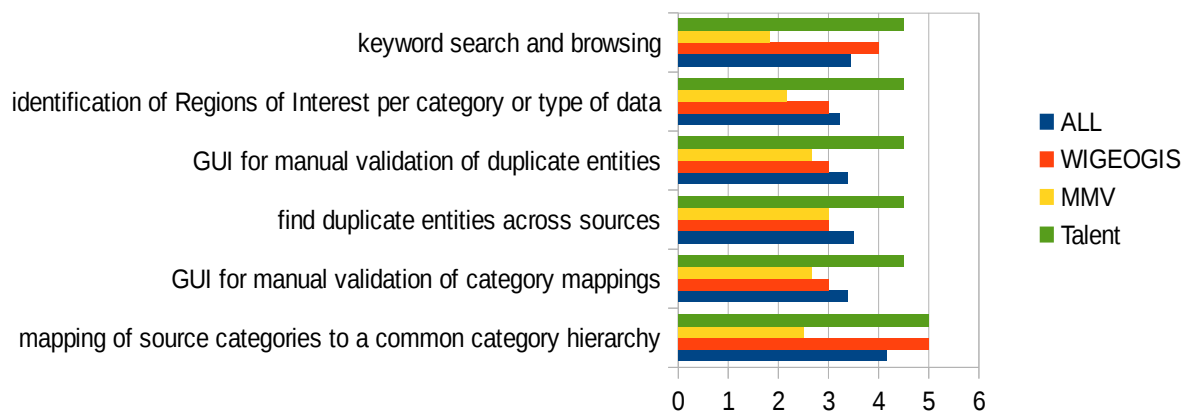 keyword search and browsing
identification of Regions of Interest per category or type of data
GUI for manual validation of duplicate entities
find duplicate entities across sources
GUI for manual validation of category mappings
mapping of source categories to a common category hierarchy
0 1 2 3 4 5 6
ALL
WIGEOGIS
MMV
Talent